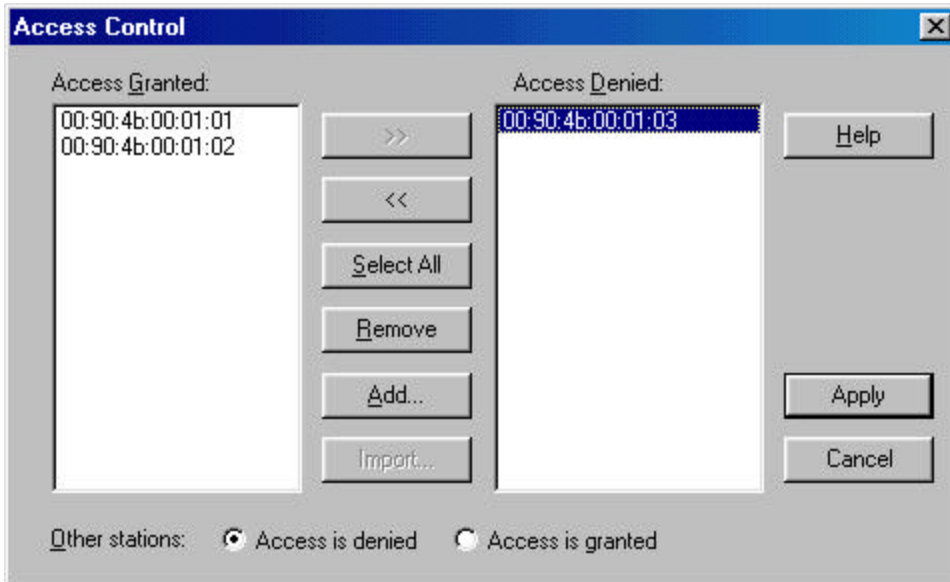 Access Control
Access Granted:
00:90:4b:00:01:01
00:90:4b:00:01:02
>>
<<
Select All
Remove
Add...
Import...
Access Denied:
00:90:4b:00:01:03
Help
Apply
Cancel
Other stations: Access is denied Access is granted